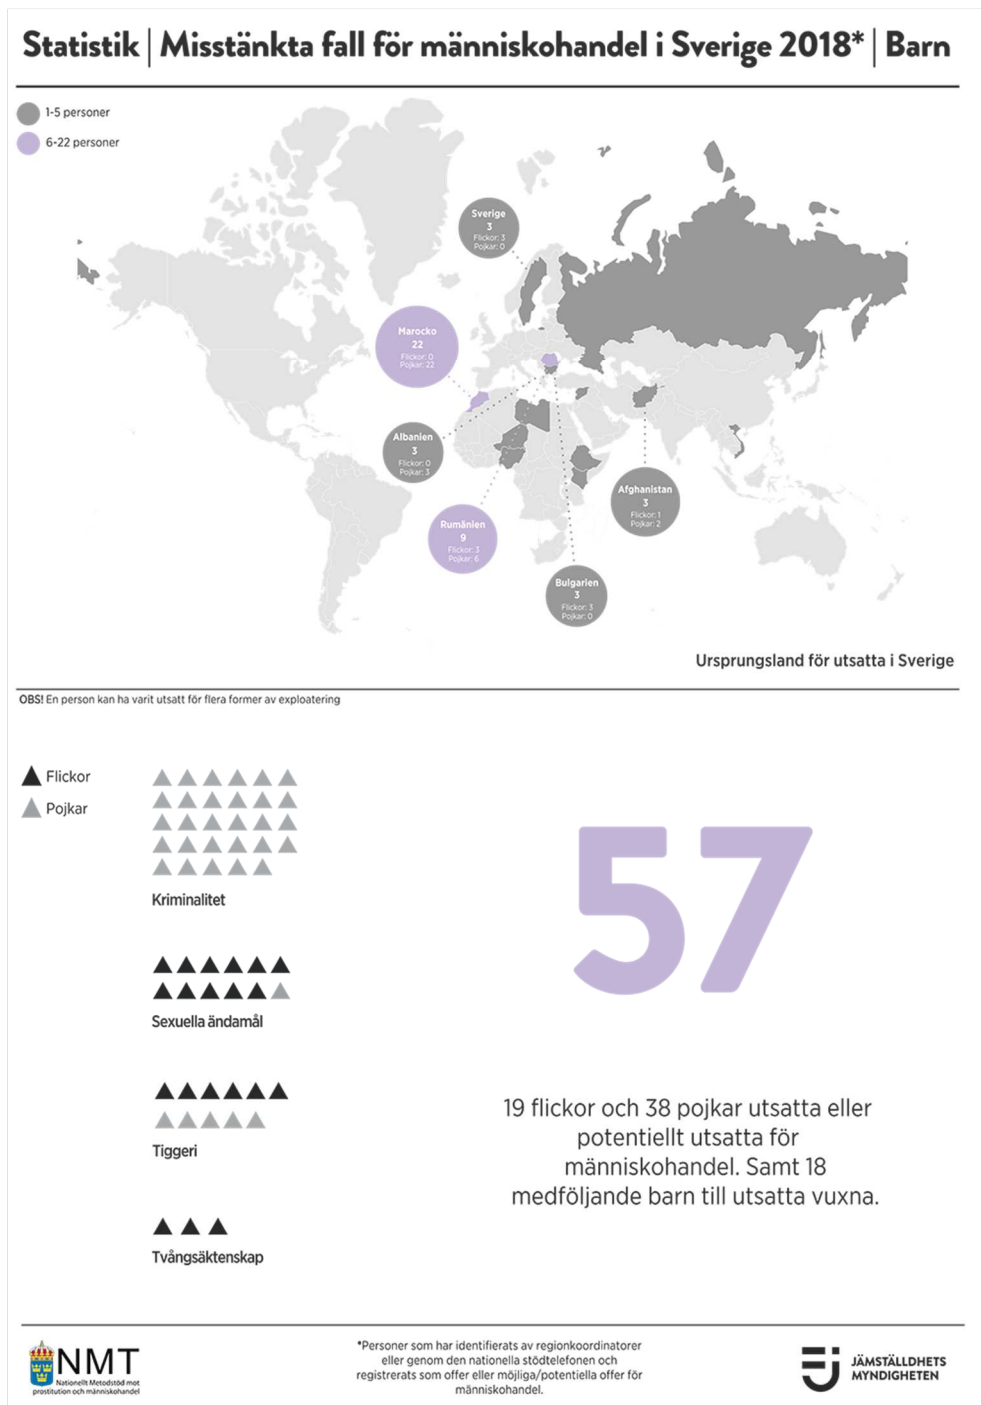 Statistik | Misstänkta fall för människohandel i Sverige 2018* | Barn
1-5 personer
6-22 personer
Sverige
3
Flickor: 3
Pojkar: 0
Marocko
22
Flickor: 0
Pojkar: 22
Albanien
3
Flickor: 0
Pojkar: 3
Rumänien
9
Flickor: 3
Pojkar: 6
Afghanistan
3
Flickor: 1
Pojkar: 2
Bulgarien
3
Flickor: 3
Pojkar: 0
Ursprungsland för utsatta i Sverige
OBS! En person kan ha varit utsatt för flera former av exploatering
Flickor
Pojkar
Kriminalitet
Sexuella ändamål
Tiggeri
Tvångsäktenskap
57
19 flickor och 38 pojkar utsatta eller
potentiellt utsatta för
människohandel. Samt 18
medföljande barn till utsatta vuxna.
NMT
Nationellt Metodstöd mot
prostitution och människohandel
*Personer som har identifierats av regionkoordinatorer
eller genom den nationella stödtelefonen och
registrerats som offer eller möjliga/potentiella offer för
människohandel.
JÄMSTÄLLDHETS
MYNDIGHETEN